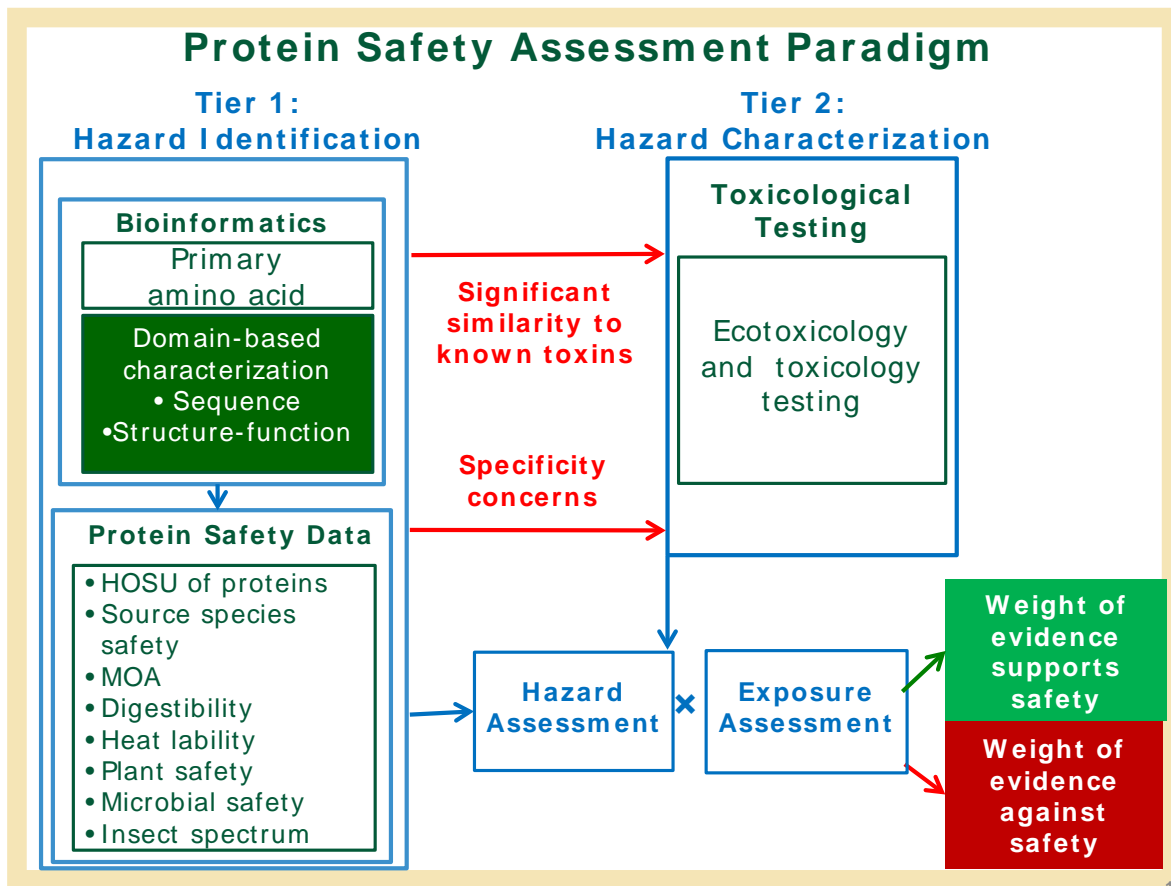 Protein Safety Assessment Paradigm
Tier 1:
Hazard Identification
Tier 2:
Hazard Characterization
Bioinformatics
Primary
amino acid
Domain-based
characterization
• Sequence
•Structure-function
Protein Safety Data
• HOSU of proteins
• Source species
safety
• MOA
• Digestibility
• Heat lability
• Plant safety
• Microbial safety
• Insect spectrum
Significant
similarity to
known toxins
Specificity
concerns
Toxicological
Testing
Ecotoxicology
and toxicology
testing
Hazard
Assessment
×
Exposure
Assessment
Weight of
evidence
supports
safety
Weight of
evidence
against
safety